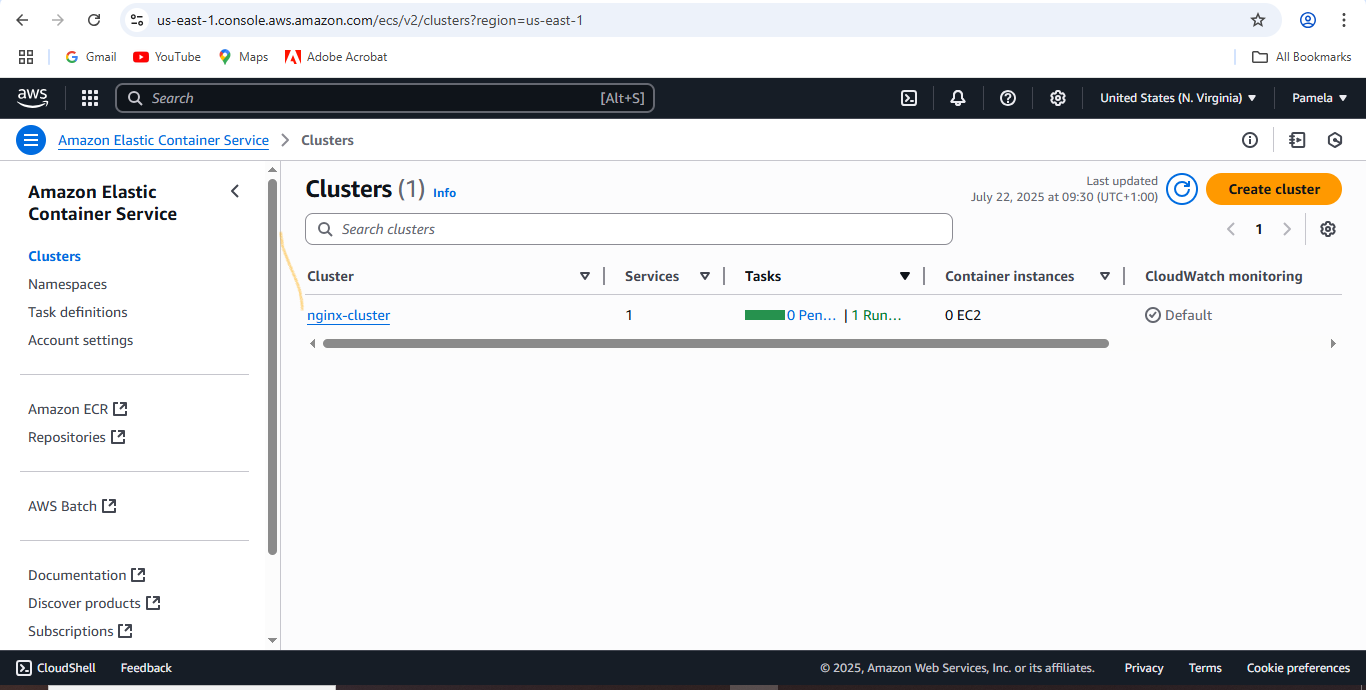 us-east-1.console.aws.amazon.com/ecs/v2/clusters?region=us-east-1
Gmail YouTube Maps Adobe Acrobat All Bookmarks
aws Search [Alt+S] United States (N. Virginia) Pamela
Amazon Elastic Container Service Clusters
Amazon Elastic
Container Service
Clusters
Namespaces
Task definitions
Account settings
Amazon ECR
Repositories
AWS Batch
Documentation
Discover products
Subscriptions
Clusters (1) Info
Last updated
July 22, 2025 at 09:30 (UTC+1:00)
Create cluster
Search clusters
1
Cluster Services Tasks Container instances CloudWatch monitoring
nginx-cluster 1 0 Pen... | 1 Run... 0 EC2 Default
CloudShell Feedback © 2025, Amazon Web Services, Inc. or its affiliates. Privacy Terms Cookie preferences